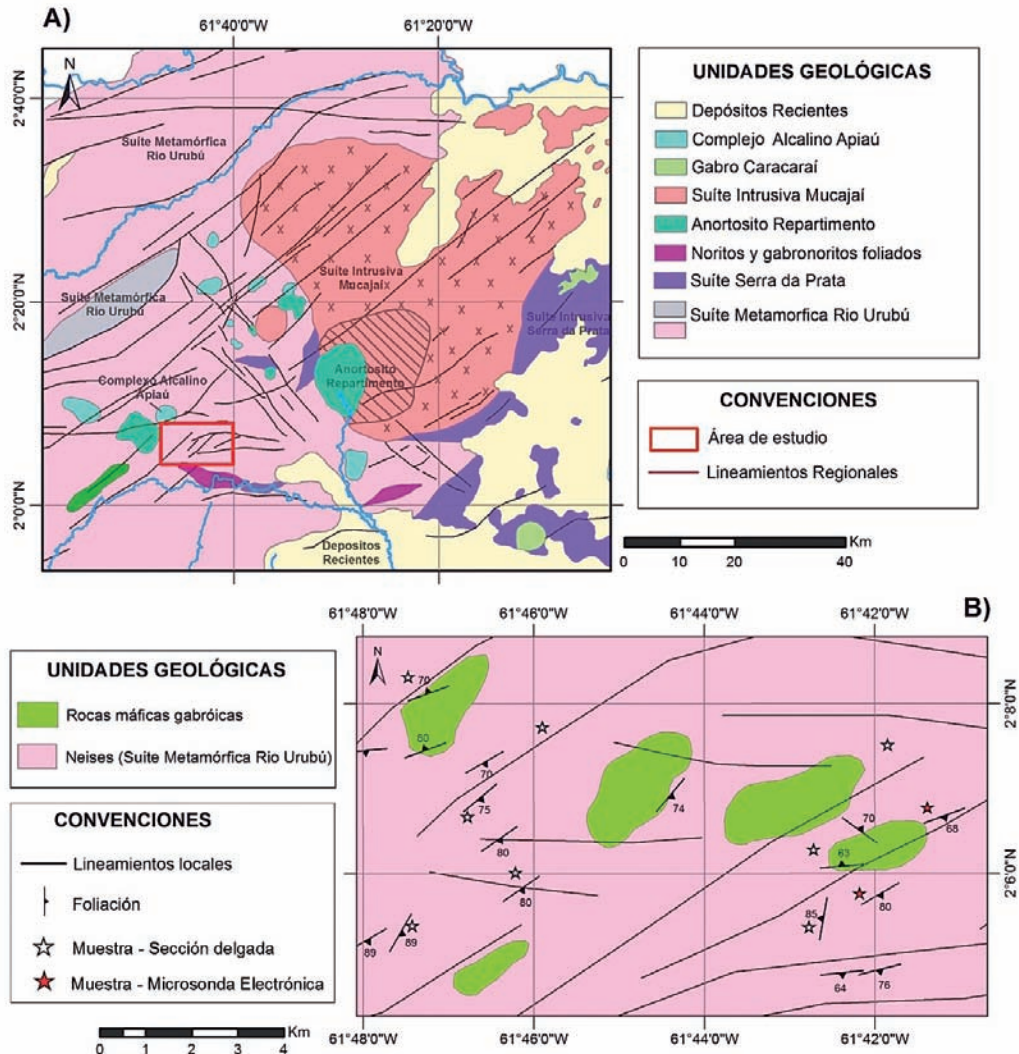 A)
61°40'0"W
61°20'0"W
N
2°40'0"N
2°20'0"N
2°0'0"N
Suíte Metamórfica
Rio Urubú
Suíte Metamórfica
Rio Urubú
Suíte Intrusiva
Mucajaí
Suíte Intrusiva
Serra da Prata
Anortosito
Repartimento
Complexo Alcalino
Apiaú
Depositos
Recientes
UNIDADES GEOLÓGICAS
Depósitos Recientes
Complejo Alcalino Apiaú
Gabro Caracaraí
Suíte Intrusiva Mucajaí
Anortosito Repartimento
Noritos y gabronoritos foliados
Suíte Serra da Prata
Suíte Metamorfica Rio Urubú
CONVENCIONES
Área de estudio
Lineamientos Regionales
Km
0 10 20 40
B)
61°48'0"W
61°46'0"W
61°44'0"W
61°42'0"W
N
2°8'0"N
2°6'0"N
70
60
70
75
80
80
89
89
74
70
68
63
80
85
64
76
61°48'0"W
61°46'0"W
61°44'0"W
61°42'0"W
UNIDADES GEOLÓGICAS
Rocas máficas gabróicas
Neises (Suite Metamórfica Rio Urubú)
CONVENCIONES
Lineamientos locales
Foliación
Muestra - Sección delgada
Muestra - Microsonda Electrónica
Km
0 1 2 3 4